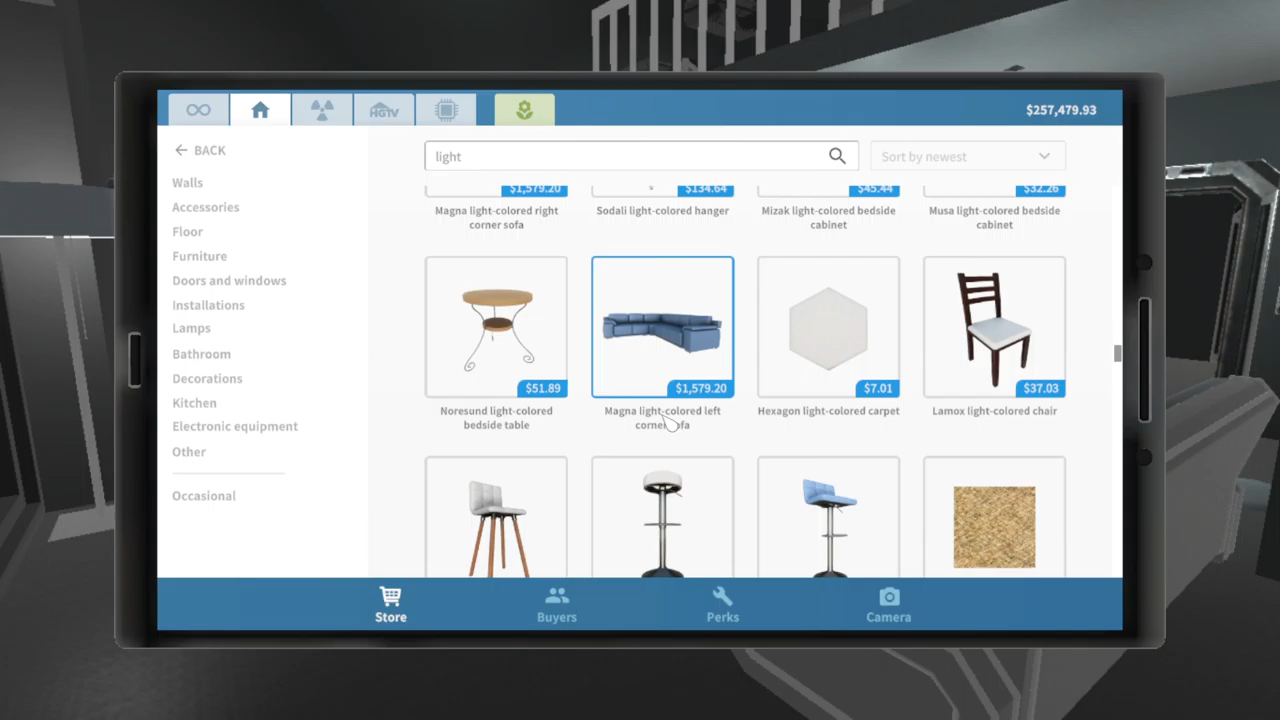 HGTV
$257,479.93
BACK
light
Sort by newest
Walls
Accessories
Floor
Furniture
Doors and windows
Installations
Lamps
Bathroom
Decorations
Kitchen
Electronic equipment
Other
Occasional
$1,579.20
$134.64
$45.44
$32.26
Magna light-colored right
corner sofa
Sodali light-colored hanger
Mizak light-colored bedside
cabinet
Musa light-colored bedside
cabinet
$51.89
$1,579.20
$7.01
$37.03
Noresund light-colored
bedside table
Magna light-colored left
corner sofa
Hexagon light-colored carpet
Lamox light-colored chair
Store
Buyers
Perks
Camera